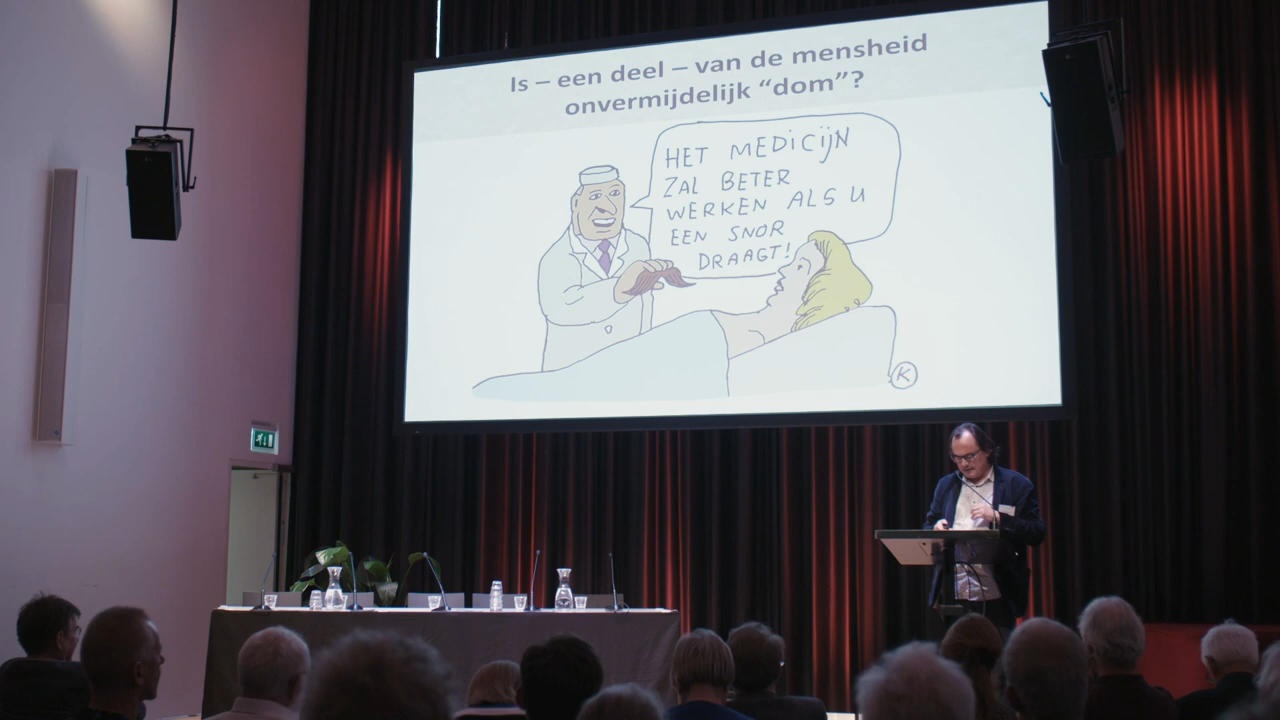 Is – een deel – van de mensheid
onvermijdelijk “dom”?
HET MEDICIJN
ZAL BETER
WERKEN ALS U
EEN SNOR
DRAAGT!
K